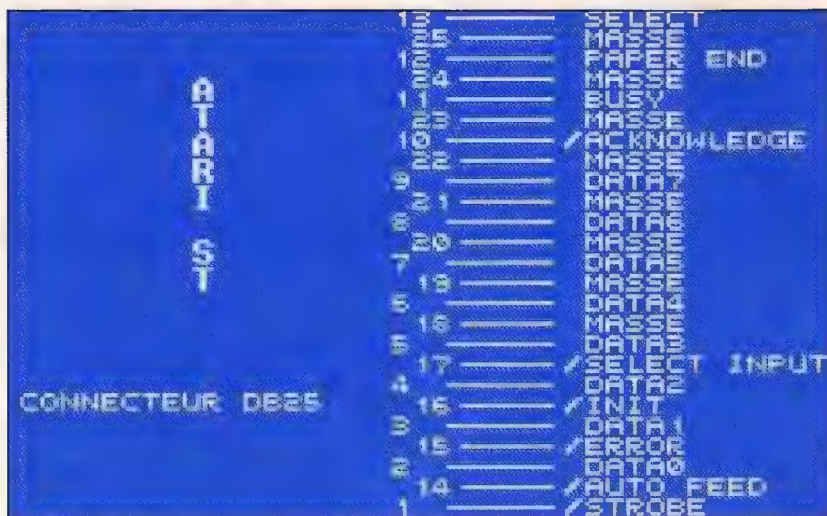 13 SELECT
25 MASSE
12 PAPER END
24 MASSE
11 BUSY
23 MASSE
10 /ACKNOWLEDGE
22 MASSE
9 DATA7
21 MASSE
8 DATA6
20 MASSE
7 DATA5
19 MASSE
6 DATA4
18 MASSE
5 DATA3
17 /SELECT INPUT
4 DATA2
16 /INIT
3 DATA1
15 /ERROR
2 DATA0
14 /AUTO FEED
1 /STROBE
ATARI ST
CONNECTEUR DB25